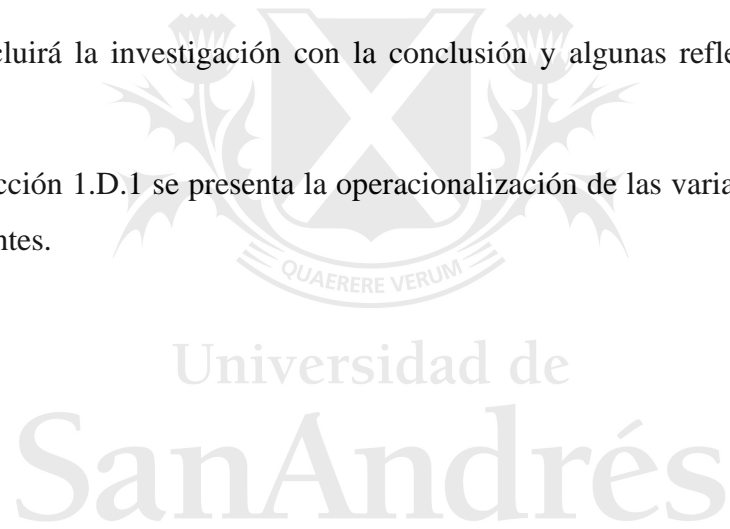 cluirá la investigación con la conclusión y algunas refle
cción 1.D.1 se presenta la operacionalización de las varia
ntes.
QUAERERE VERUM
Universidad de
SanAndrés